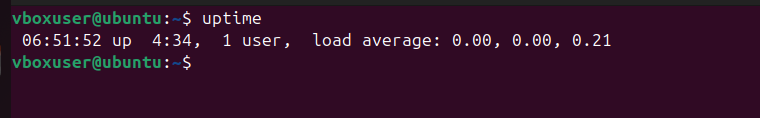 vboxuser@ubuntu:~$ uptime
 06:51:52 up  4:34,  1 user,  load average: 0.00, 0.00, 0.21
vboxuser@ubuntu:~$